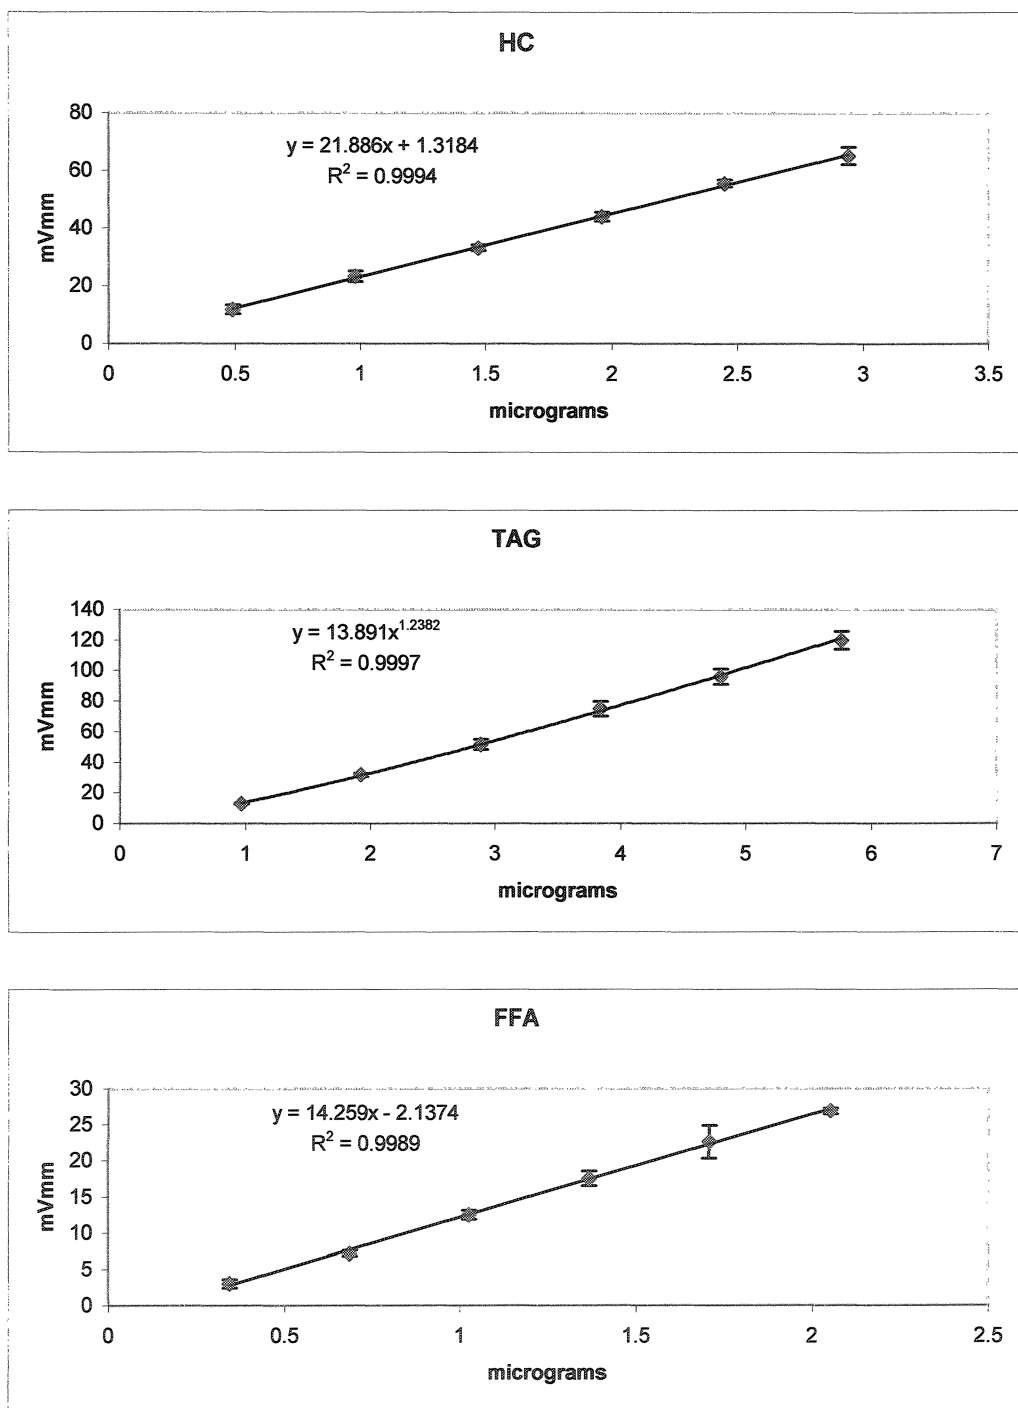 HC
80
60
40
20
0
mVmm
y = 21.886x + 1.3184
R² = 0.9994
0 0.5 1 1.5 2 2.5 3 3.5
micrograms
TAG
140
120
100
80
60
40
20
0
mVmm
y = 13.891x^1.2382
R² = 0.9997
0 1 2 3 4 5 6 7
micrograms
FFA
30
25
20
15
10
5
0
mVmm
y = 14.259x - 2.1374
R² = 0.9989
0 0.5 1 1.5 2 2.5
micrograms